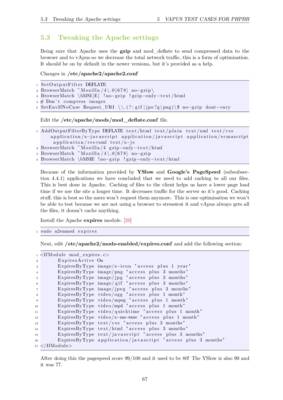 5.3 Tweaking the Apache settings
5.3 Tweaking the Apache settings
Being sure that Apache uses the gzip and mod_deflate to send compressed data to the
browser and to vApus so we decrease the total network traffic, this is a form of optimisation.
It should be on by default in the newer versions, but it's provided as a help.
Changes in /etc/apache2/apache2.conf
1 SetOutputFilter DEFLATE
2 BrowserMatch ^Mozilla/4\.0[678] no-gzip\
3 BrowserMatch \bMSI[E] !no-gzip !gzip-only-text/html
4 # Don't compress images
5 SetEnvIfNoCase Request_URI \\.(?:gif|jpe?g|png)$ no-gzip dont-vary
Edit the /etc/apache/mods/mod_deflate.conf file.
1 AddOutputFilterByType DEFLATE text/html text/plain text/xml text/css
application/x-javascript application/javascript application/ecmascript
application/rss+xml text/x-js
2 BrowserMatch ^Mozilla/4 gzip-only-text/html
3 BrowserMatch ^Mozilla/4\.0[678] no-gzip
4 BrowserMatch \bMSIE !no-gzip !gzip-only-text/html
Because of the information provided by YSlow and Google's PageSpeed (subsubsec-
tion 4.4.1) applications we have concluded that we need to add caching to all our files.
This is best done in Apache. Caching of files to the client helps us have a lower page load
time if we use the site a longer time. It decreases traffic for the server so it's good. Caching
stuff, this is best so the users won't request them anymore. This is one optimisation we won't
be able to test because we are not using a browser to stresstest it and vApus always gets all
the files, it doesn't cache anything.
Install the Apache expires module. [20]
1 sudo a2enmod expires
Next, edit /etc/apache2/mods-enabled/expires.conf and add the following section:
1 <IfModule mod_expires.c>
2 ExpiresActive On
3 ExpiresByType image/x-icon "access plus 1 year"
4 ExpiresByType image/png "access plus 3 months"
5 ExpiresByType image/jpg "access plus 3 months"
6 ExpiresByType image/gif "access plus 3 months"
7 ExpiresByType image/jpeg "access plus 3 months"
8 ExpiresByType video/ogg "access plus 1 month"
9 ExpiresByType video/mpeg "access plus 1 month"
10 ExpiresByType video/mp4 "access plus 1 month"
11 ExpiresByType video/quicktime "access plus 1 month"
12 ExpiresByType video/x-ms-wmv "access plus 1 month"
13 ExpiresByType text/css "access plus 3 months"
14 ExpiresByType text/html "access plus 3 months"
15 ExpiresByType text/javascript "access plus 3 months"
16 ExpiresByType application/javascript "access plus 3 months"
17 </IfModule>
After doing this the pagespeed score 99/100 and it used to be 89! The YSlow is also 99 and
it was 77.
67